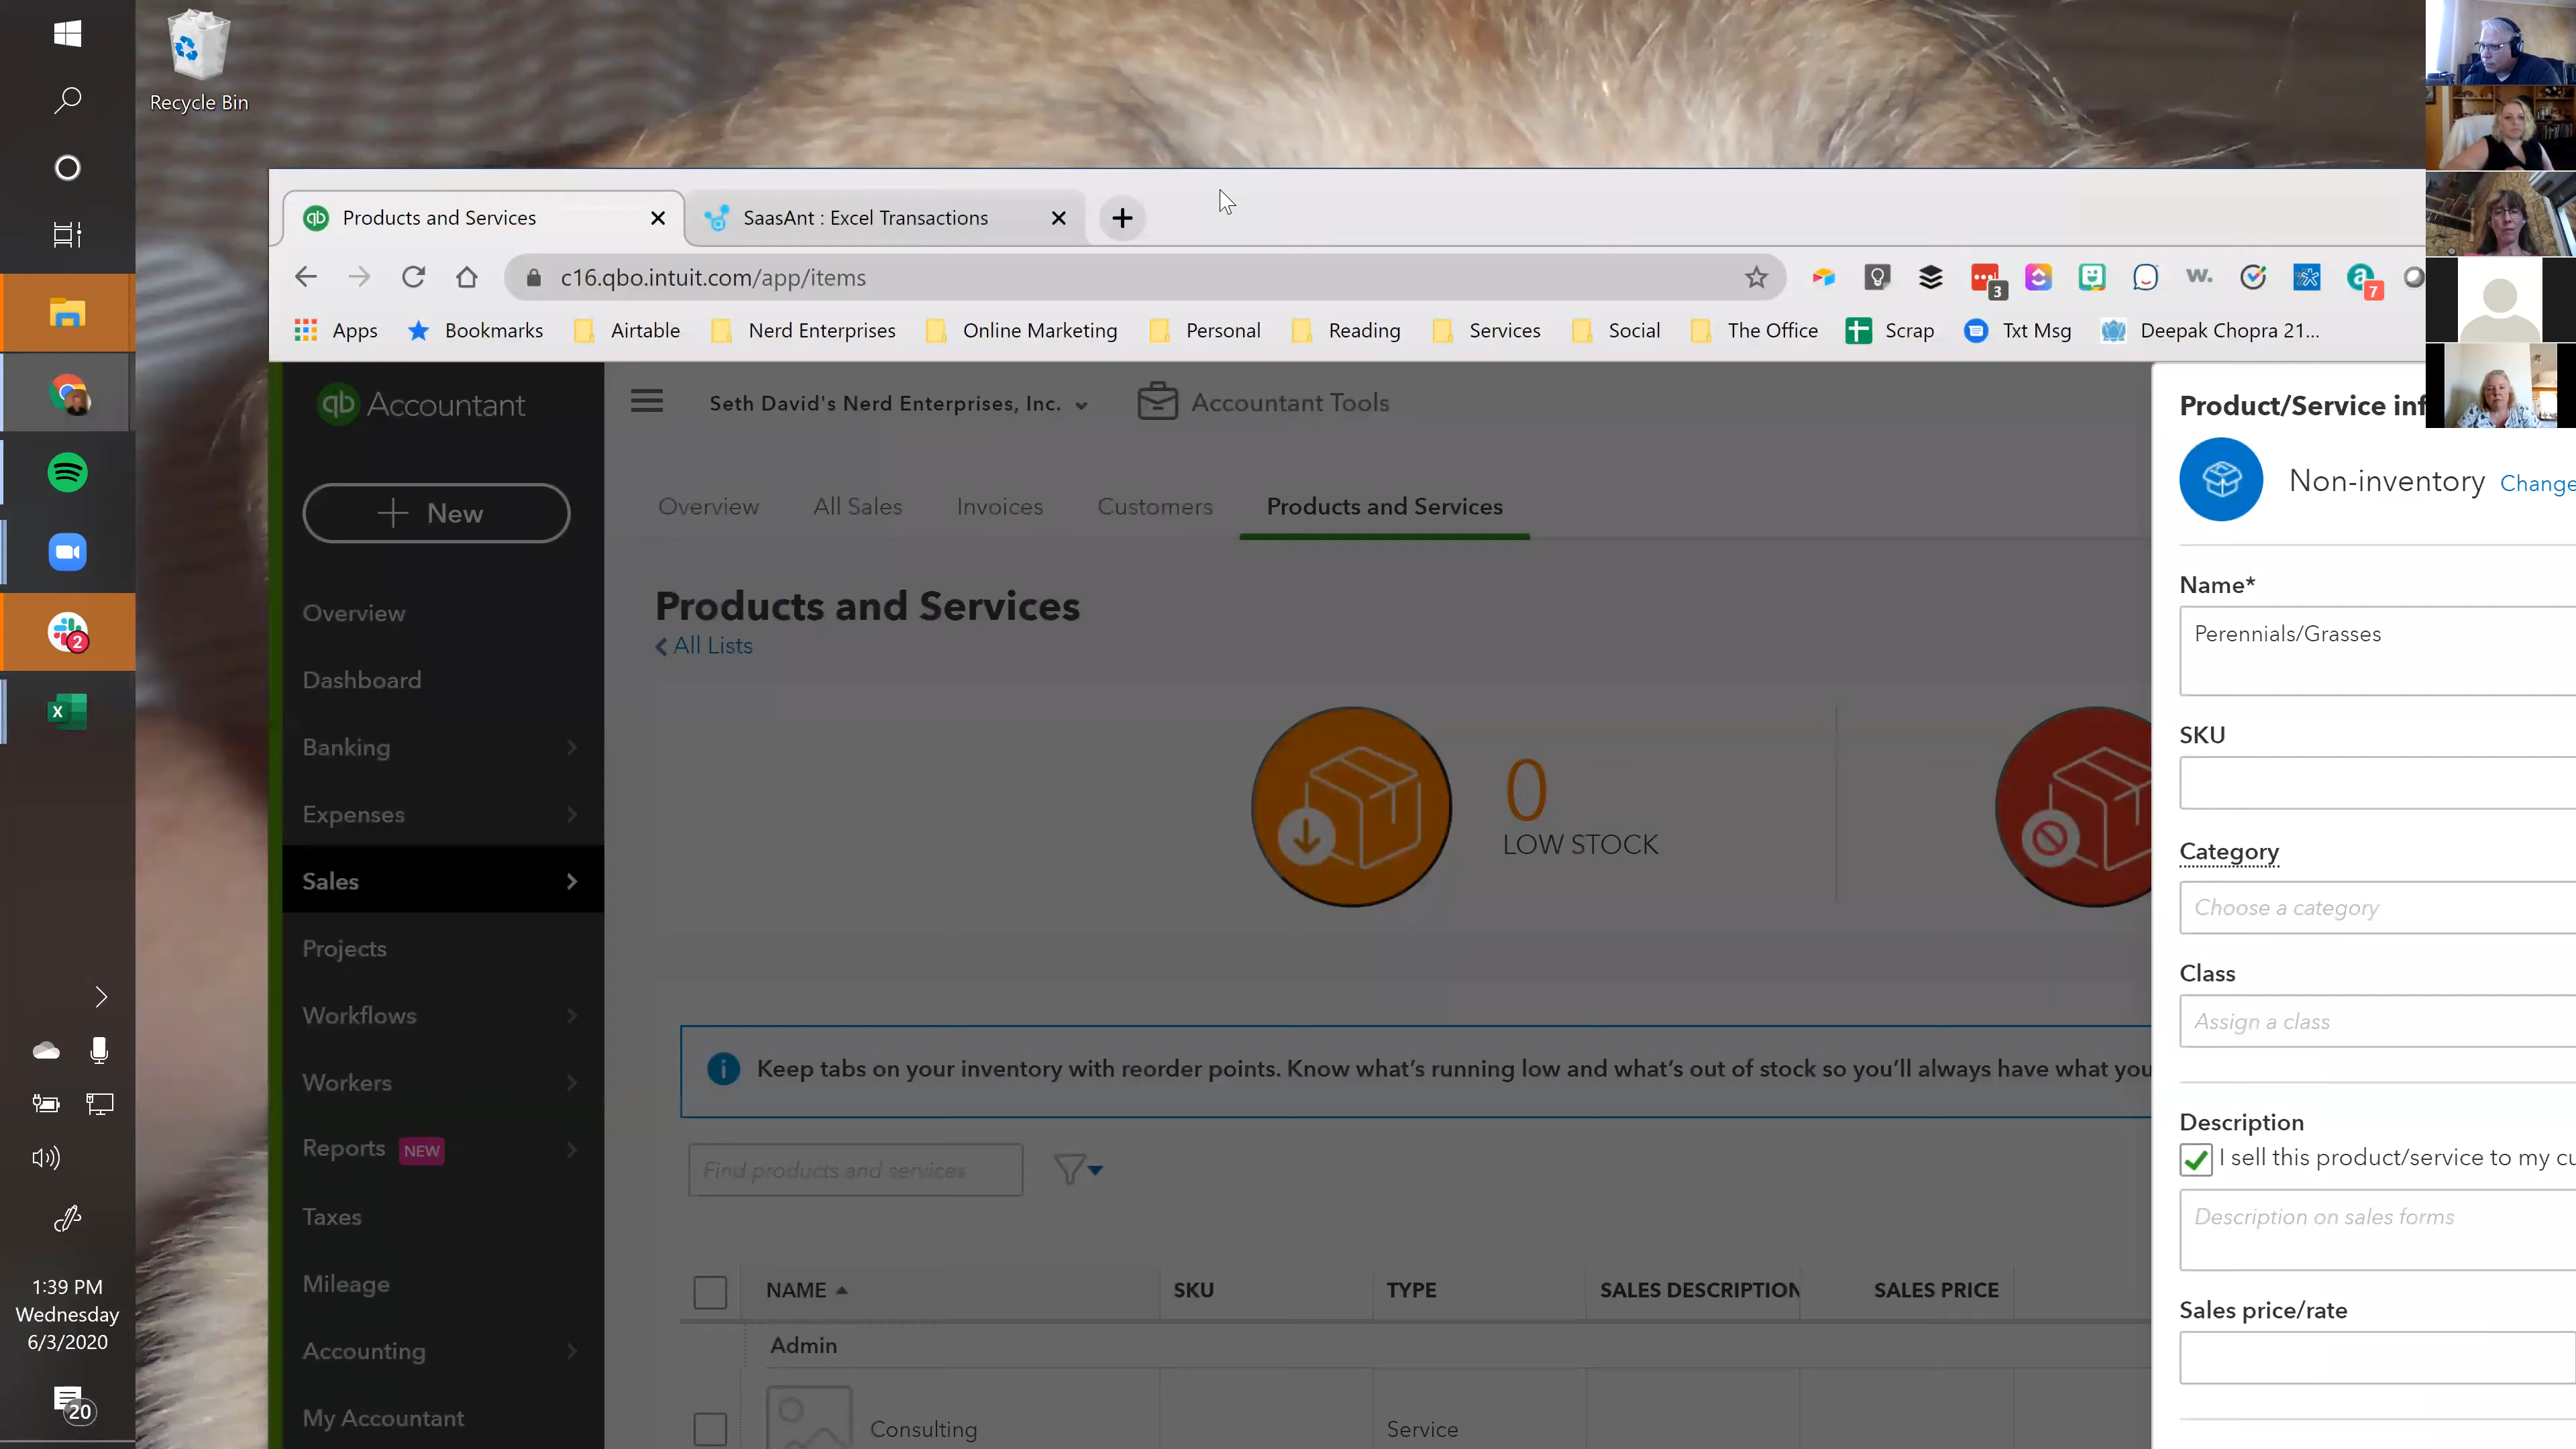 Recycle Bin
Products and Services
SaasAnt : Excel Transactions
c16.qbo.intuit.com/app/items
3
7
Apps
Bookmarks
Airtable
Nerd Enterprises
Online Marketing
Personal
Reading
Services
Social
The Office
Scrap
Txt Msg
Deepak Chopra 21...
qb Accountant
Seth David's Nerd Enterprises, Inc.
Accountant Tools
New
Overview
Dashboard
Banking
Expenses
Sales
Projects
Workflows
Workers
Reports NEW
Taxes
Mileage
Accounting
My Accountant
Overview
All Sales
Invoices
Customers
Products and Services
Products and Services
All Lists
0
LOW STOCK
Keep tabs on your inventory with reorder points. Know what's running low and what's out of stock so you'll always have what you
Find products and services
NAME
SKU
TYPE
SALES DESCRIPTION
SALES PRICE
Admin
Consulting
Service
Product/Service inf
Non-inventory Change
Name*
Perennials/Grasses
SKU
Category
Choose a category
Class
Assign a class
Description
I sell this product/service to my cu
Description on sales forms
Sales price/rate
2
1:39 PM
Wednesday
6/3/2020
20